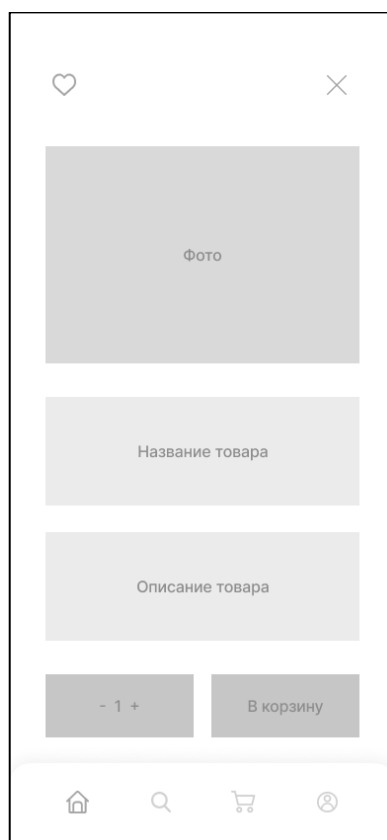 Фото
Название товара
Описание товара
- 1 +
В корзину